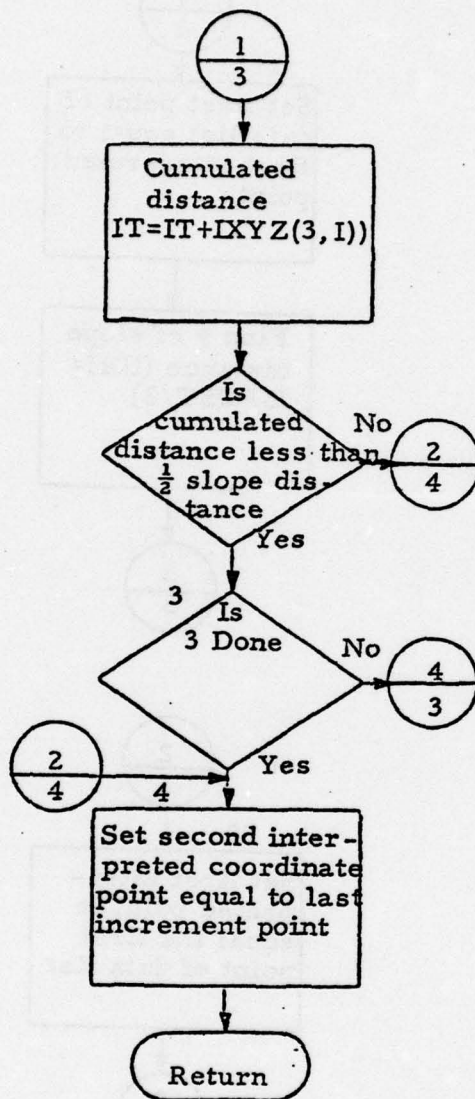 1
3
Cumulated
distance
IT=IT+IXYZ(3,I))
Is
cumulated
distance less than
½ slope dis-
tance
No
2
4
Yes
3
Is
3 Done
No
4
3
Yes
2
4
4
Set second inter-
preted coordinate
point equal to last
increment point
Return